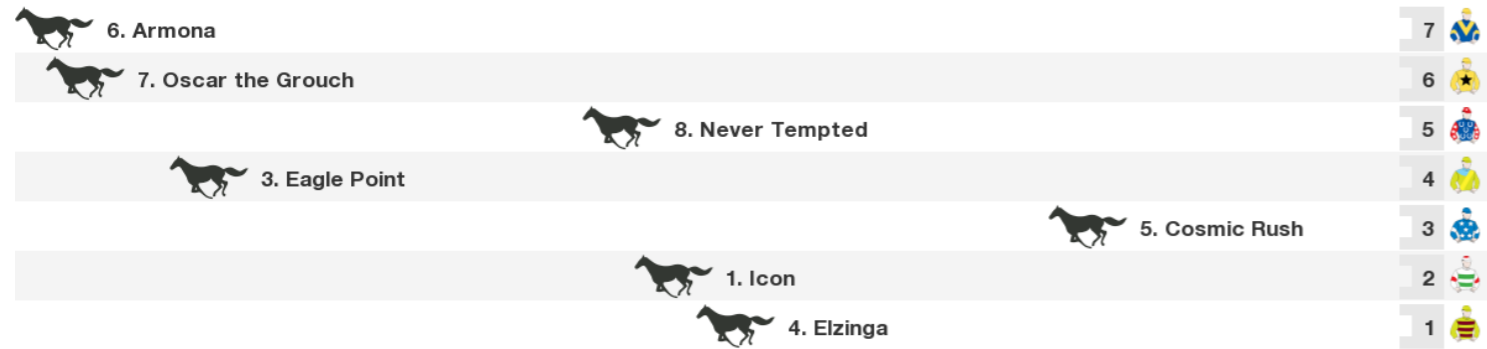 6. Armona 7
7. Oscar the Grouch 6
8. Never Tempted 5
3. Eagle Point 4
5. Cosmic Rush 3
1. Icon 2
4. Elzinga 1